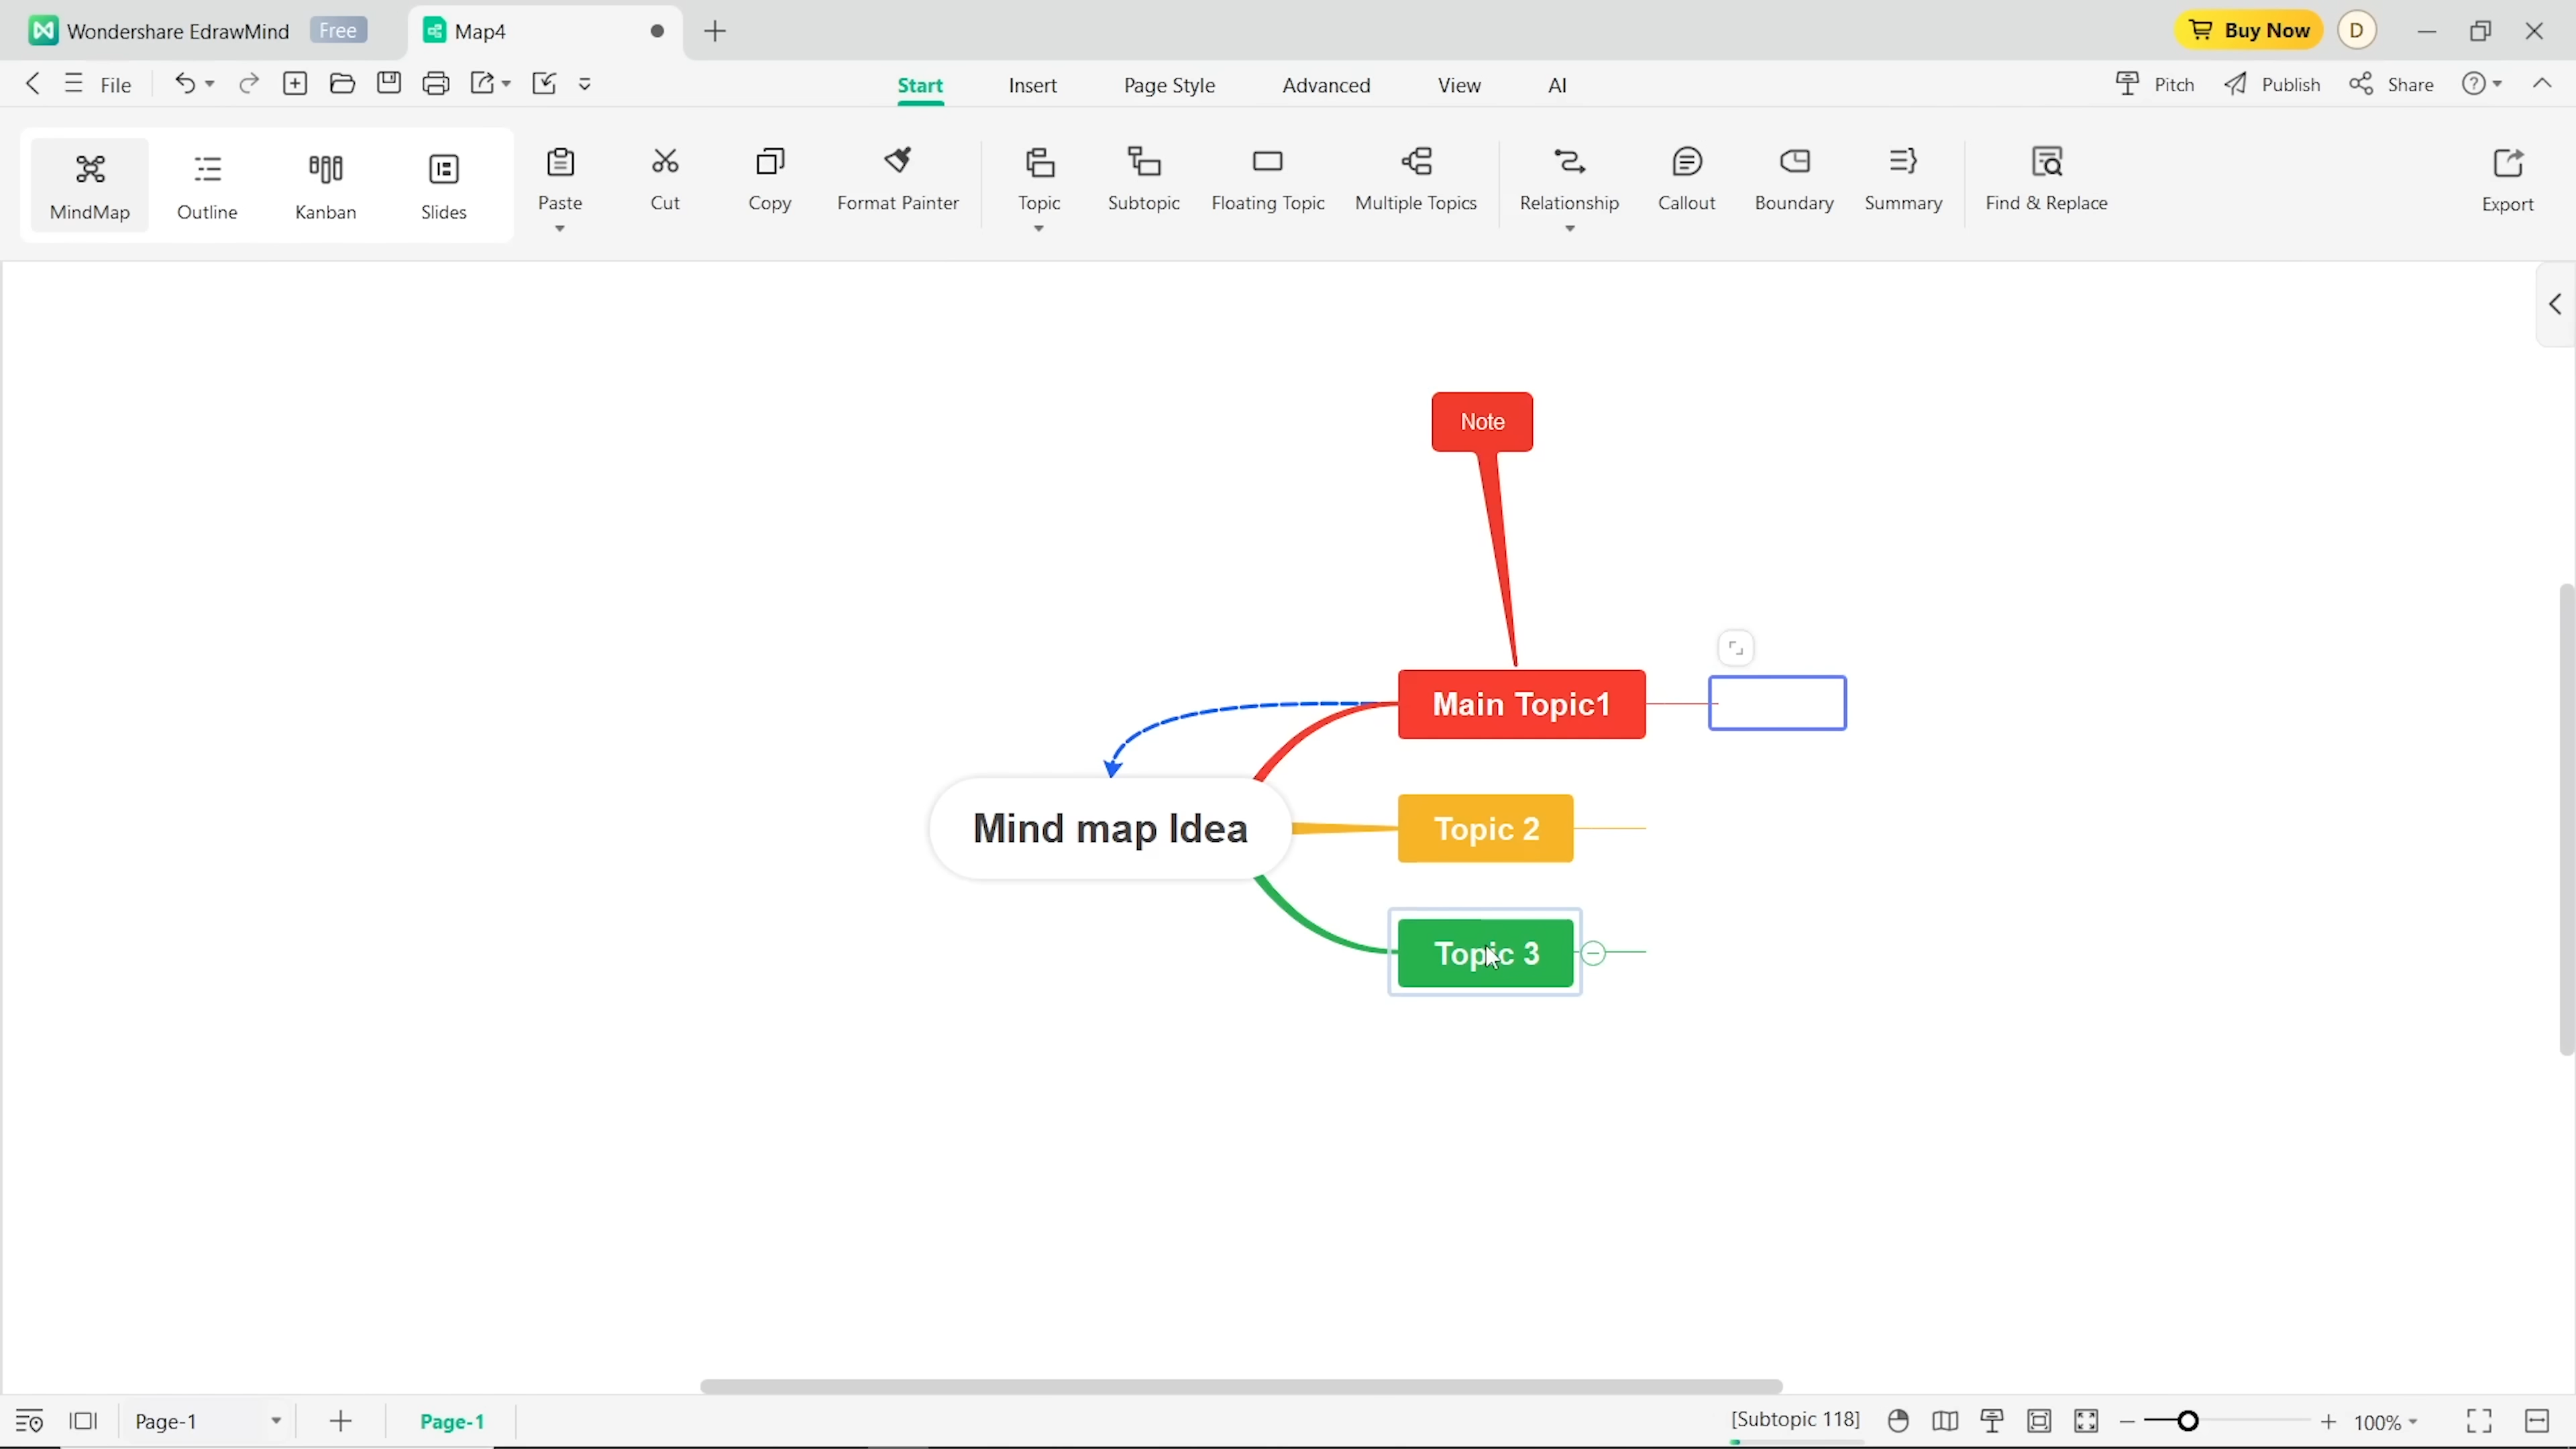 Wondershare EdrawMind Free Map4 Buy Now D
File Start Insert Page Style Advanced View AI Pitch Publish Share
MindMap Outline Kanban Slides Paste Cut Copy Format Painter Topic Subtopic Floating Topic Multiple Topics Relationship Callout Boundary Summary Find & Replace Export
Note
Main Topic1
Mind map Idea
Topic 2
Topic 3
Page-1 Page-1 [Subtopic 118] 100%